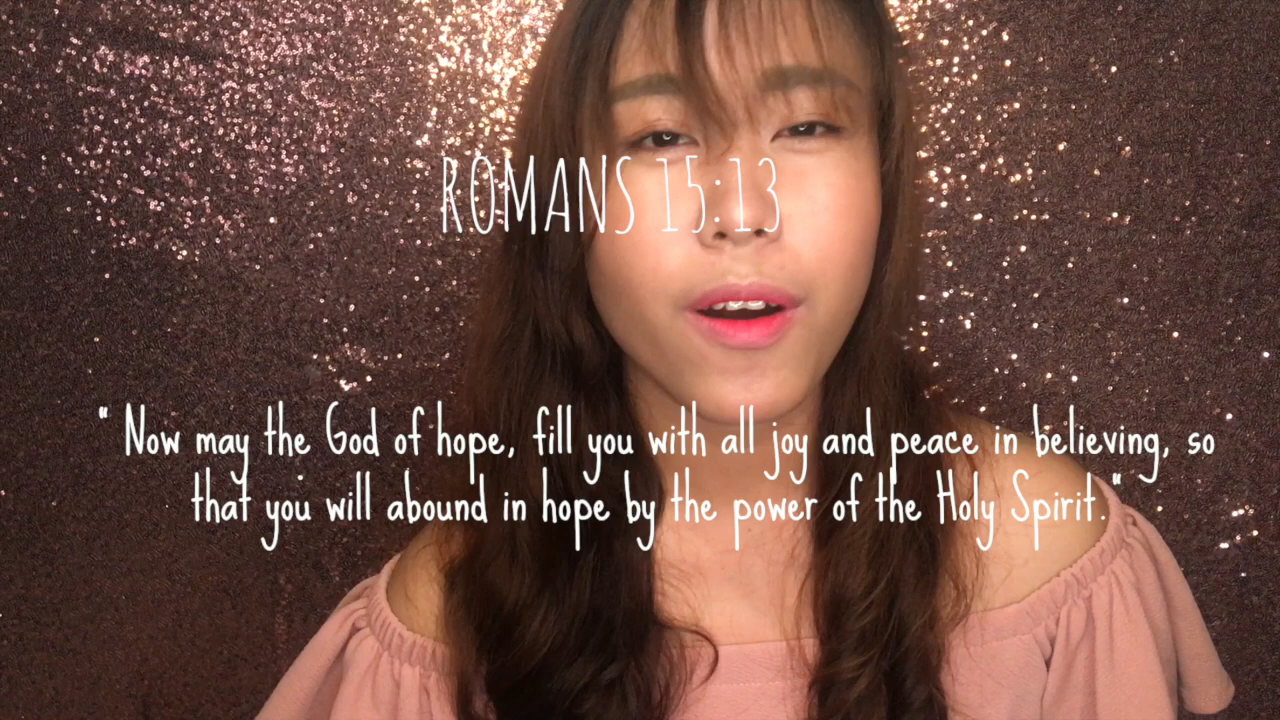 ROMANS 15:13
" Now may the God of hope, fill you with all joy and peace in believing, so
that you will abound in hope by the power of the Holy Spirit."